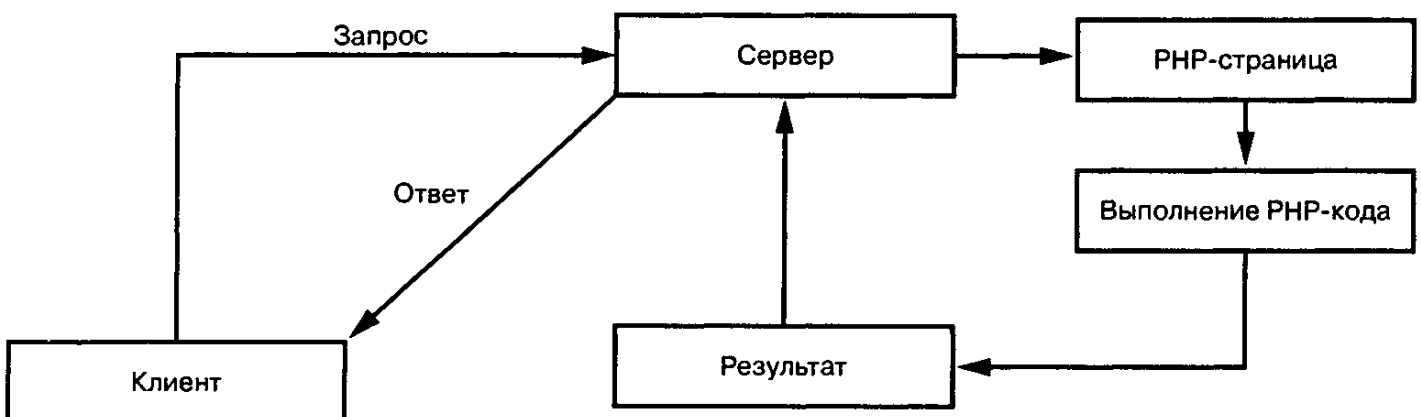 Запрос
Сервер
PHP-страница
Ответ
Выполнение PHP-кода
Результат
Клиент